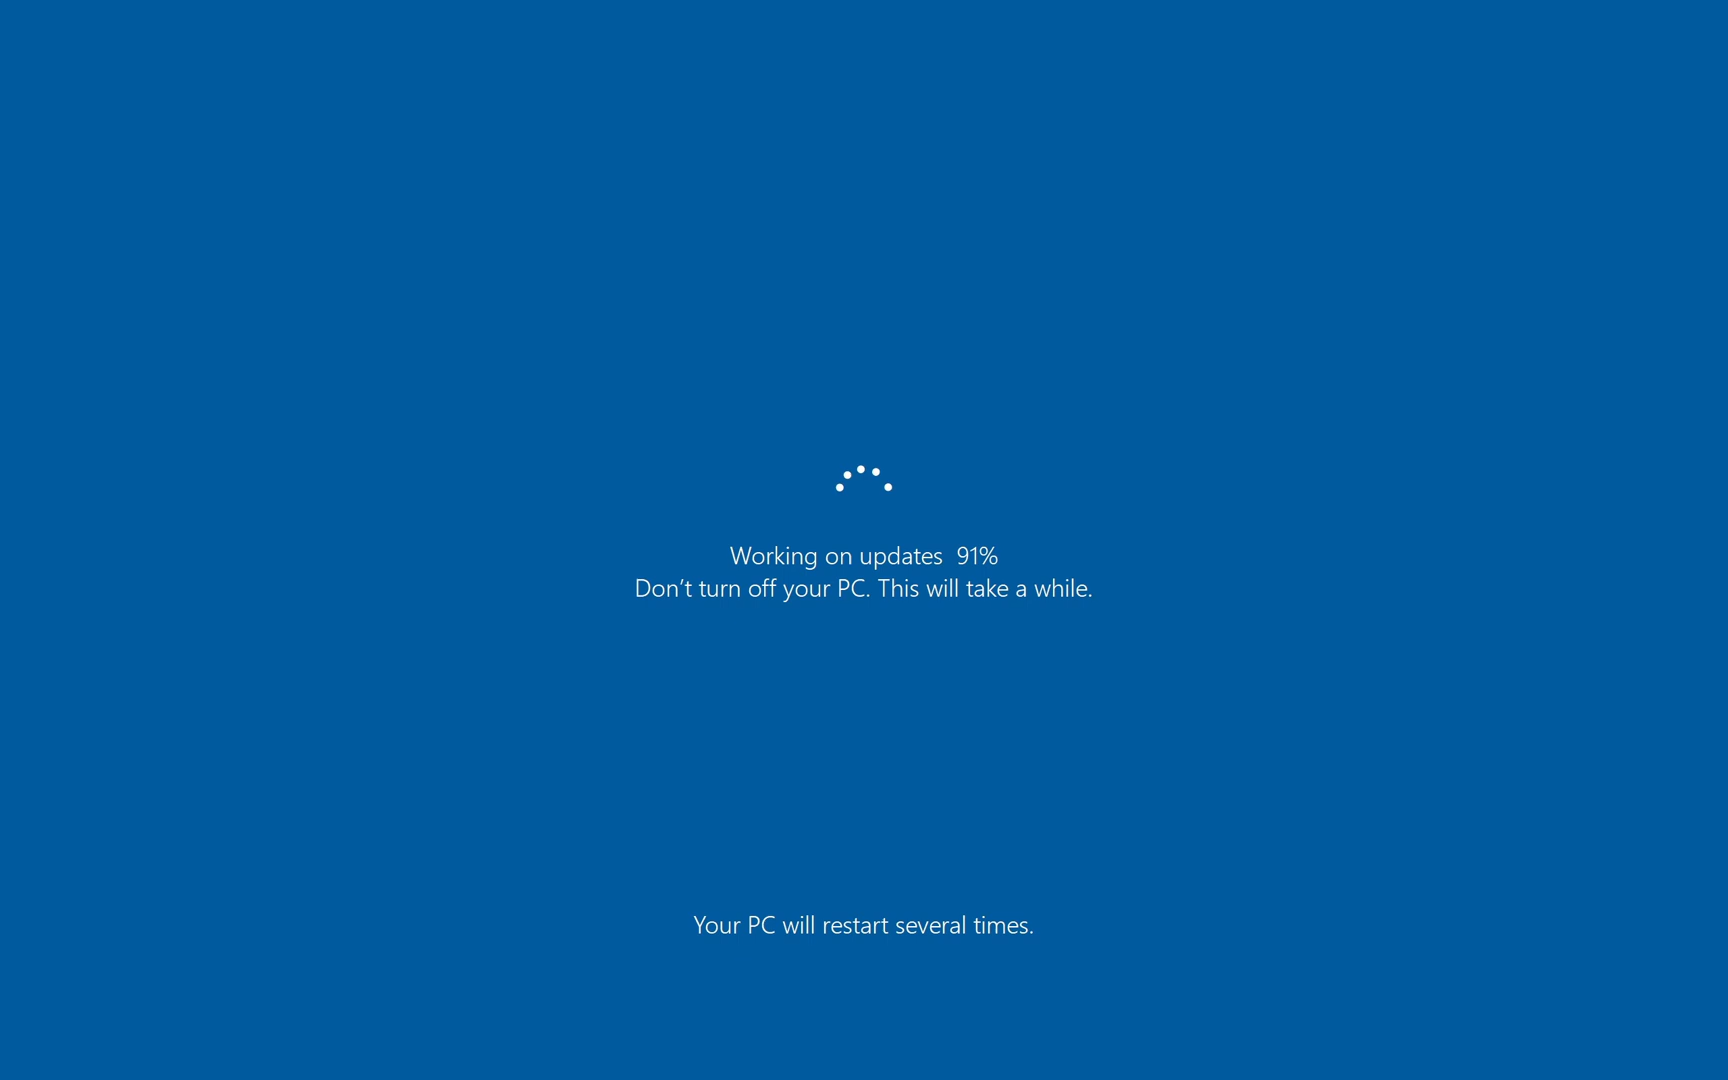 Working on updates  91%
Don’t turn off your PC. This will take a while.
Your PC will restart several times.